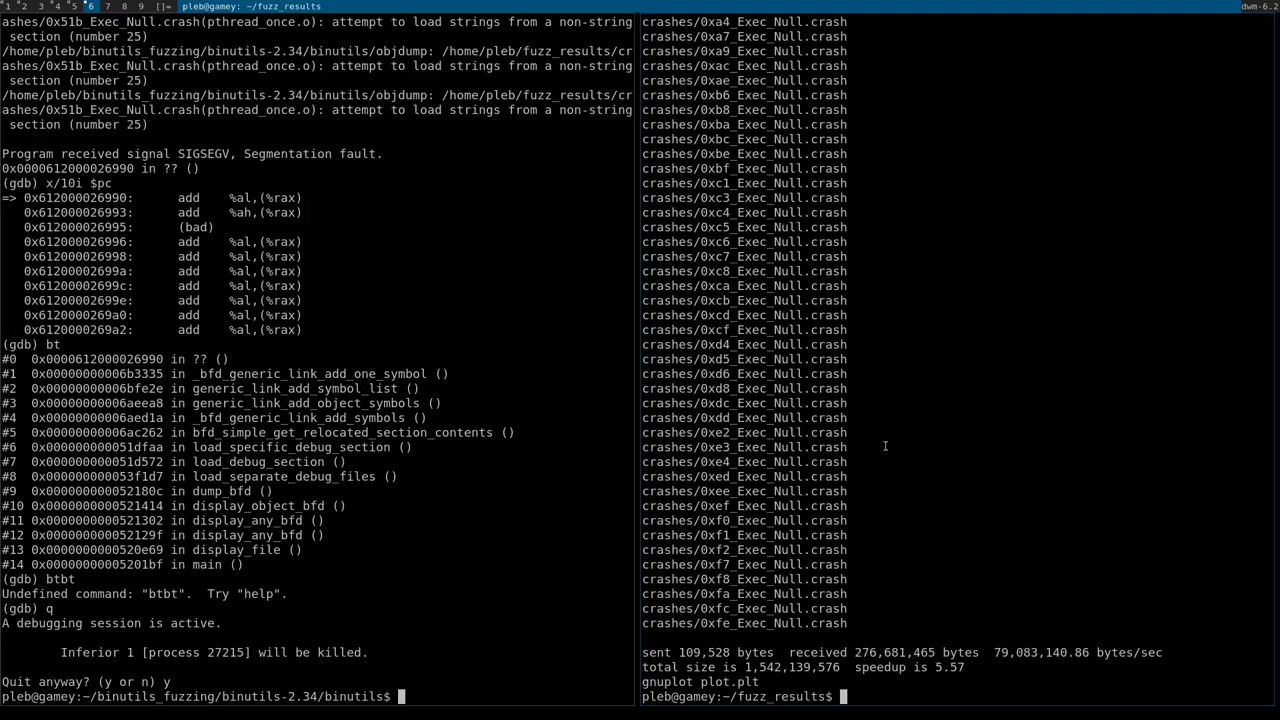 1 2 3 4 5 6 7 8 9 []= pleb@gamey: ~/fuzz_results dwm-6.2
ashes/0x51b_Exec_Null.crash(pthread_once.o): attempt to load strings from a non-string
 section (number 25)
/home/pleb/binutils_fuzzing/binutils-2.34/binutils/objdump: /home/pleb/fuzz_results/cr
ashes/0x51b_Exec_Null.crash(pthread_once.o): attempt to load strings from a non-string
 section (number 25)
/home/pleb/binutils_fuzzing/binutils-2.34/binutils/objdump: /home/pleb/fuzz_results/cr
ashes/0x51b_Exec_Null.crash(pthread_once.o): attempt to load strings from a non-string
 section (number 25)
Program received signal SIGSEGV, Segmentation fault.
0x0000612000026990 in ?? ()
(gdb) x/10i $pc
=> 0x612000026990: add %al,(%rax)
0x612000026993: add %ah,(%rax)
0x612000026995: (bad)
0x612000026996: add %al,(%rax)
0x612000026998: add %al,(%rax)
0x61200002699a: add %al,(%rax)
0x61200002699c: add %al,(%rax)
0x61200002699e: add %al,(%rax)
0x6120000269a0: add %al,(%rax)
0x6120000269a2: add %al,(%rax)
(gdb) bt
#0 0x0000612000026990 in ?? ()
#1 0x00000000006b3335 in _bfd_generic_link_add_one_symbol ()
#2 0x00000000006bfe2e in generic_link_add_symbol_list ()
#3 0x00000000006aeea8 in generic_link_add_object_symbols ()
#4 0x00000000006aed1a in _bfd_generic_link_add_symbols ()
#5 0x00000000006ac262 in bfd_simple_get_relocated_section_contents ()
#6 0x000000000051dfaa in load_specific_debug_section ()
#7 0x000000000051d572 in load_debug_section ()
#8 0x000000000053f1d7 in load_separate_debug_files ()
#9 0x000000000052180c in dump_bfd ()
#10 0x0000000000521414 in display_object_bfd ()
#11 0x0000000000521302 in display_any_bfd ()
#12 0x000000000052129f in display_any_bfd ()
#13 0x0000000000520e69 in display_file ()
#14 0x00000000005201bf in main ()
(gdb) btbt
Undefined command: "btbt". Try "help".
(gdb) q
A debugging session is active.
Inferior 1 [process 27215] will be killed.
Quit anyway? (y or n) y
pleb@gamey:~/binutils_fuzzing/binutils-2.34/binutils$
crashes/0xa4_Exec_Null.crash
crashes/0xa7_Exec_Null.crash
crashes/0xa9_Exec_Null.crash
crashes/0xac_Exec_Null.crash
crashes/0xae_Exec_Null.crash
crashes/0xb6_Exec_Null.crash
crashes/0xb8_Exec_Null.crash
crashes/0xba_Exec_Null.crash
crashes/0xbc_Exec_Null.crash
crashes/0xbe_Exec_Null.crash
crashes/0xbf_Exec_Null.crash
crashes/0xc1_Exec_Null.crash
crashes/0xc3_Exec_Null.crash
crashes/0xc4_Exec_Null.crash
crashes/0xc5_Exec_Null.crash
crashes/0xc6_Exec_Null.crash
crashes/0xc7_Exec_Null.crash
crashes/0xc8_Exec_Null.crash
crashes/0xca_Exec_Null.crash
crashes/0xcb_Exec_Null.crash
crashes/0xcd_Exec_Null.crash
crashes/0xcf_Exec_Null.crash
crashes/0xd4_Exec_Null.crash
crashes/0xd5_Exec_Null.crash
crashes/0xd6_Exec_Null.crash
crashes/0xd8_Exec_Null.crash
crashes/0xdc_Exec_Null.crash
crashes/0xe2_Exec_Null.crash
crashes/0xe3_Exec_Null.crash
crashes/0xe4_Exec_Null.crash
crashes/0xed_Exec_Null.crash
crashes/0xee_Exec_Null.crash
crashes/0xef_Exec_Null.crash
crashes/0xf0_Exec_Null.crash
crashes/0xf1_Exec_Null.crash
crashes/0xf2_Exec_Null.crash
crashes/0xf7_Exec_Null.crash
crashes/0xf8_Exec_Null.crash
crashes/0xfa_Exec_Null.crash
crashes/0xfc_Exec_Null.crash
crashes/0xfe_Exec_Null.crash
sent 109,528 bytes received 276,681,465 bytes 79,083,140.86 bytes/sec
total size is 1,542,139,576 speedup is 5.57
gnuplot plot.plt
pleb@gamey:~/fuzz_results$